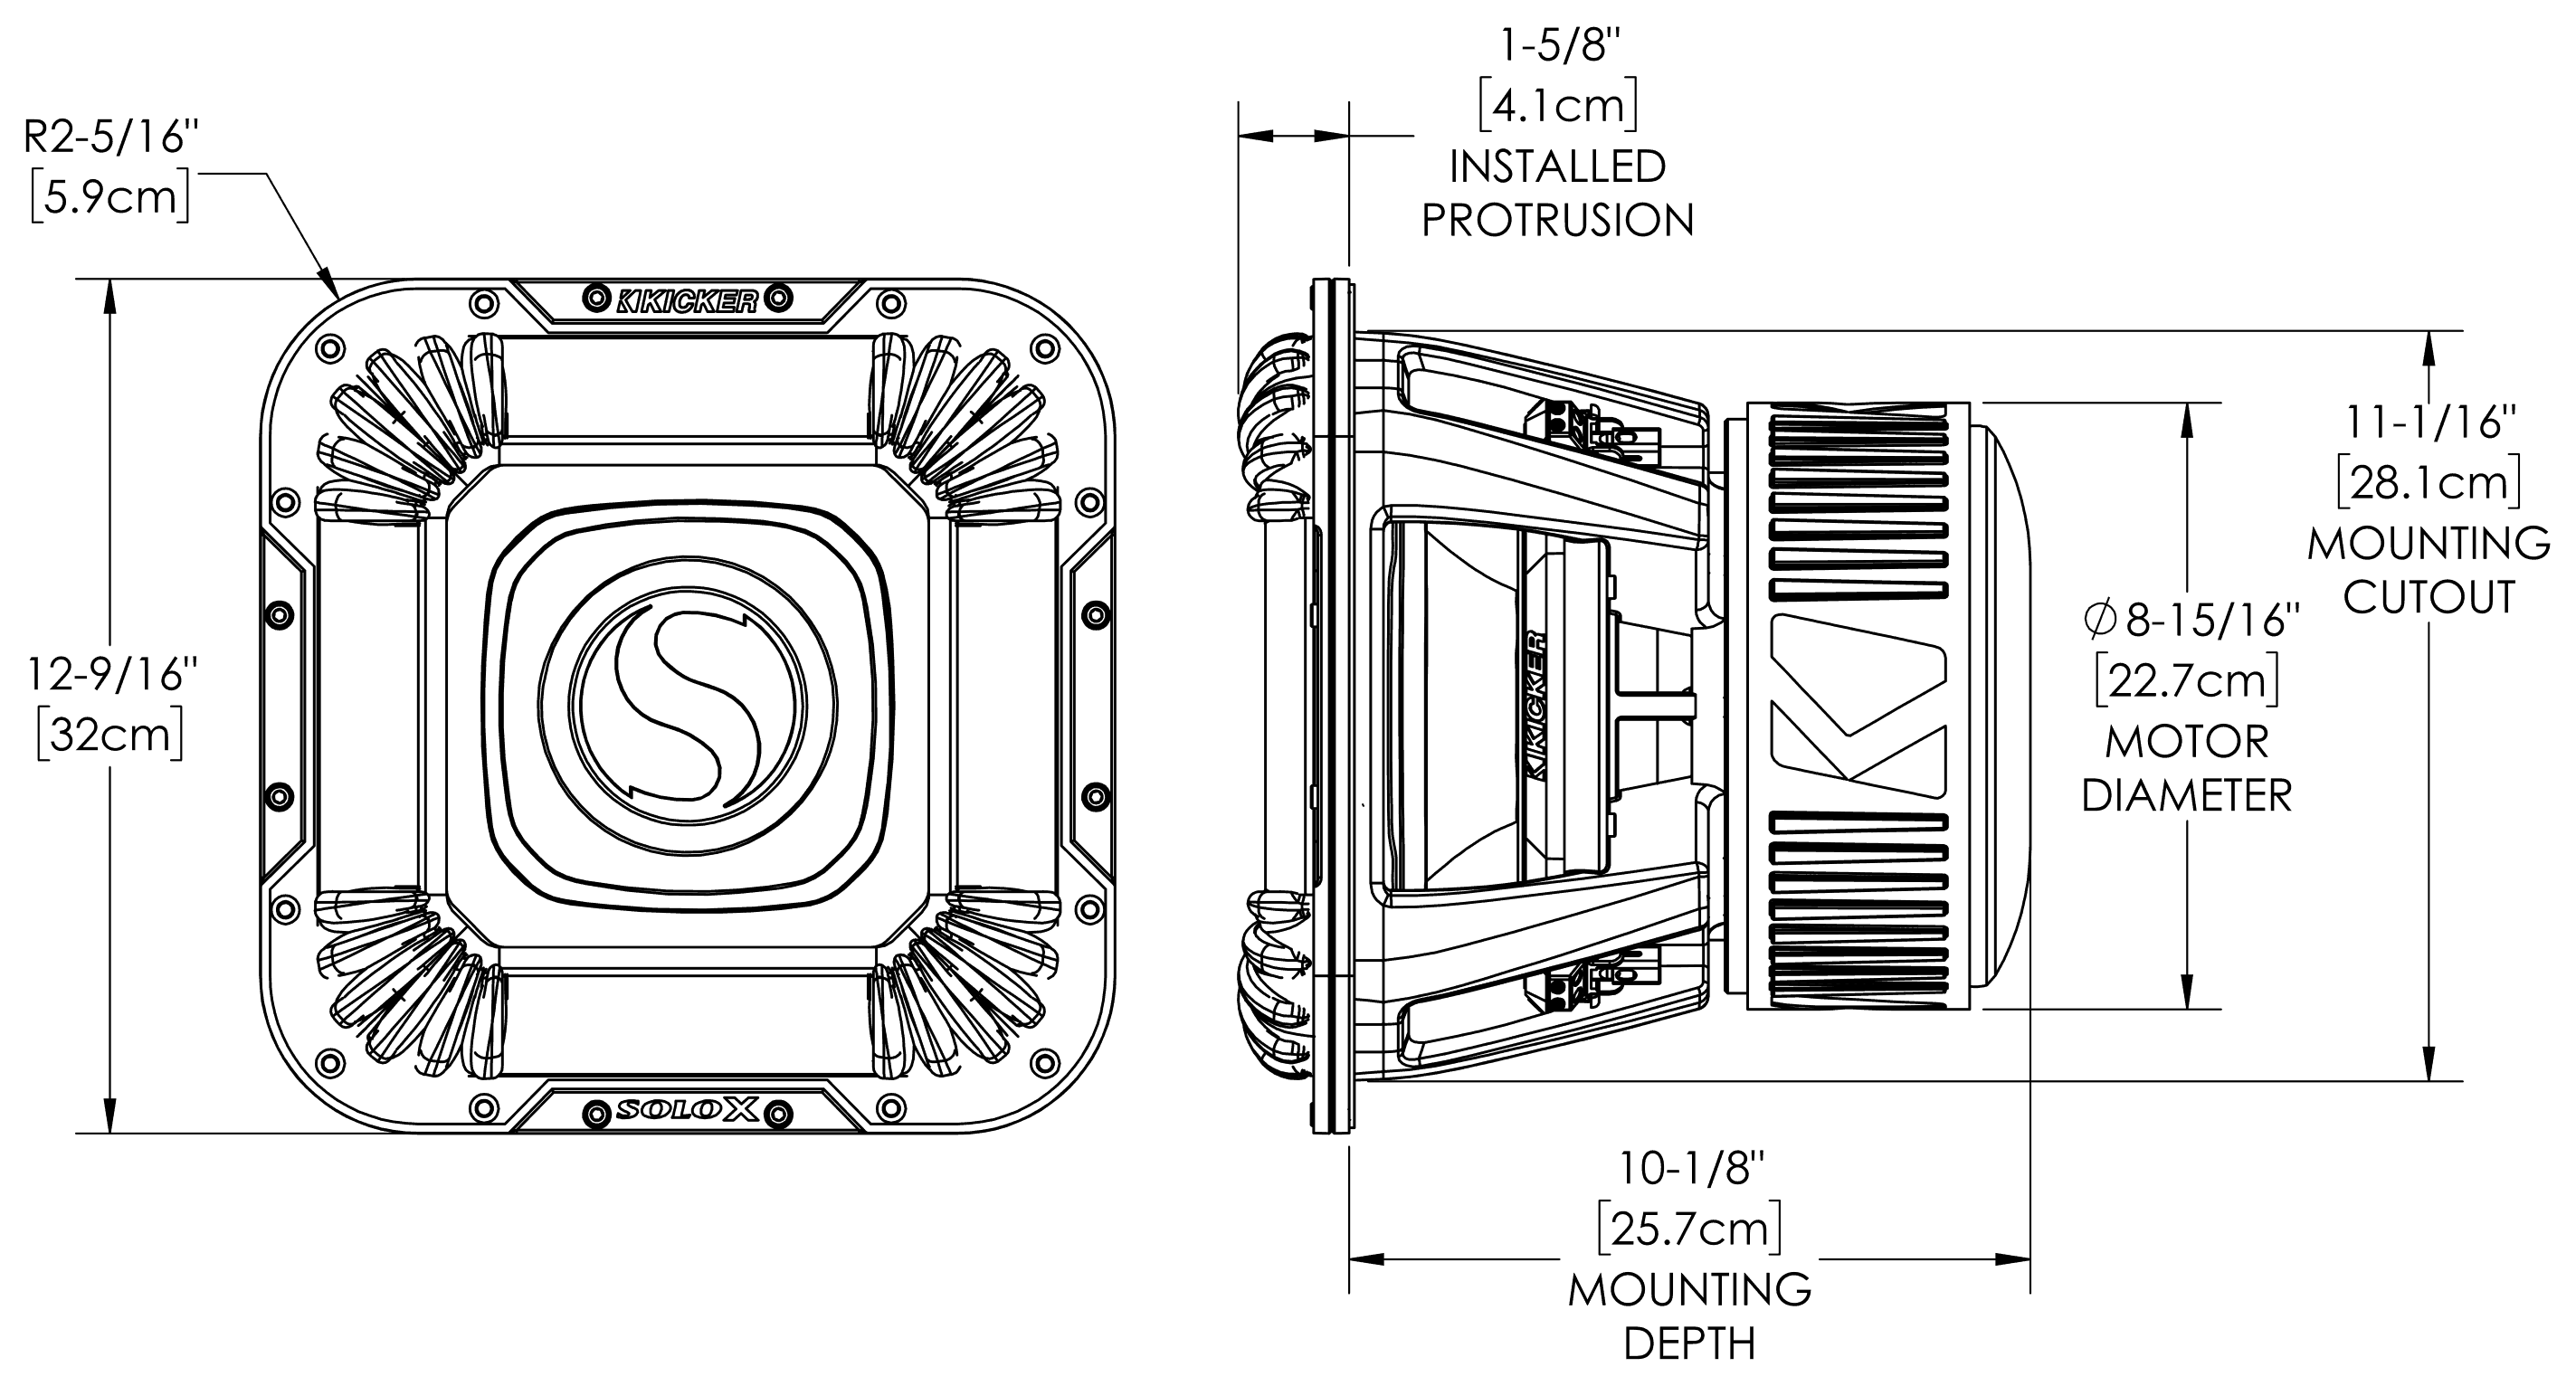 R2-5/16"
[5.9cm]
12-9/16"
[32cm]
KICKER
SOLO X
1-5/8"
[4.1cm]
INSTALLED
PROTRUSION
KICKER
10-1/8"
[25.7cm]
MOUNTING
DEPTH
Ø 8-15/16"
[22.7cm]
MOTOR
DIAMETER
11-1/16"
[28.1cm]
MOUNTING
CUTOUT